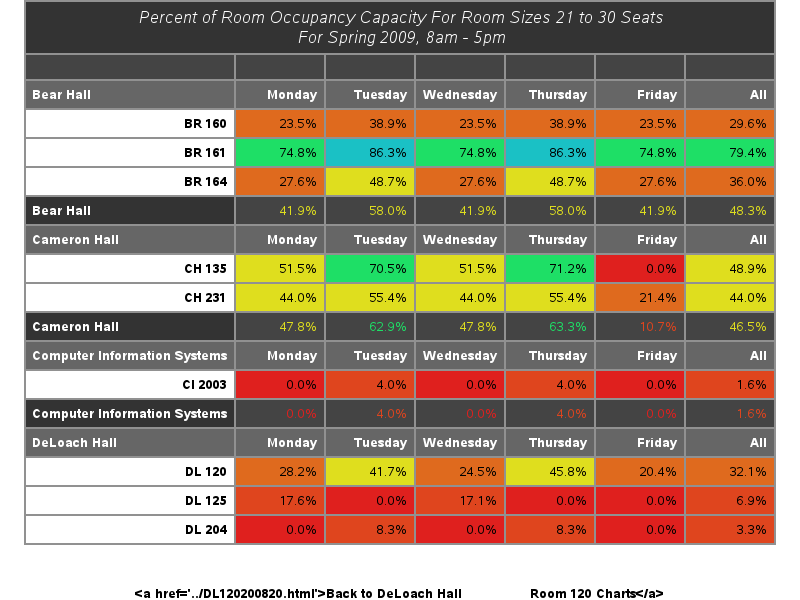 Percent of Room Occupancy Capacity For Room Sizes 21 to 30 Seats
For Spring 2009, 8am - 5pm
Bear Hall Monday Tuesday Wednesday Thursday Friday All
BR 160 23.5% 38.9% 23.5% 38.9% 23.5% 29.6%
BR 161 74.8% 86.3% 74.8% 86.3% 74.8% 79.4%
BR 164 27.6% 48.7% 27.6% 48.7% 27.6% 36.0%
Bear Hall 41.9% 58.0% 41.9% 58.0% 41.9% 48.3%
Cameron Hall Monday Tuesday Wednesday Thursday Friday All
CH 135 51.5% 70.5% 51.5% 71.2% 0.0% 48.9%
CH 231 44.0% 55.4% 44.0% 55.4% 21.4% 44.0%
Cameron Hall 47.8% 62.9% 47.8% 63.3% 10.7% 46.5%
Computer Information Systems Monday Tuesday Wednesday Thursday Friday All
CI 2003 0.0% 4.0% 0.0% 4.0% 0.0% 1.6%
Computer Information Systems 0.0% 4.0% 0.0% 4.0% 0.0% 1.6%
DeLoach Hall Monday Tuesday Wednesday Thursday Friday All
DL 120 28.2% 41.7% 24.5% 45.8% 20.4% 32.1%
DL 125 17.6% 0.0% 17.1% 0.0% 0.0% 6.9%
DL 204 0.0% 8.3% 0.0% 8.3% 0.0% 3.3%
<a href='../DL120200820.html'>Back to DeLoach Hall Room 120 Charts</a>